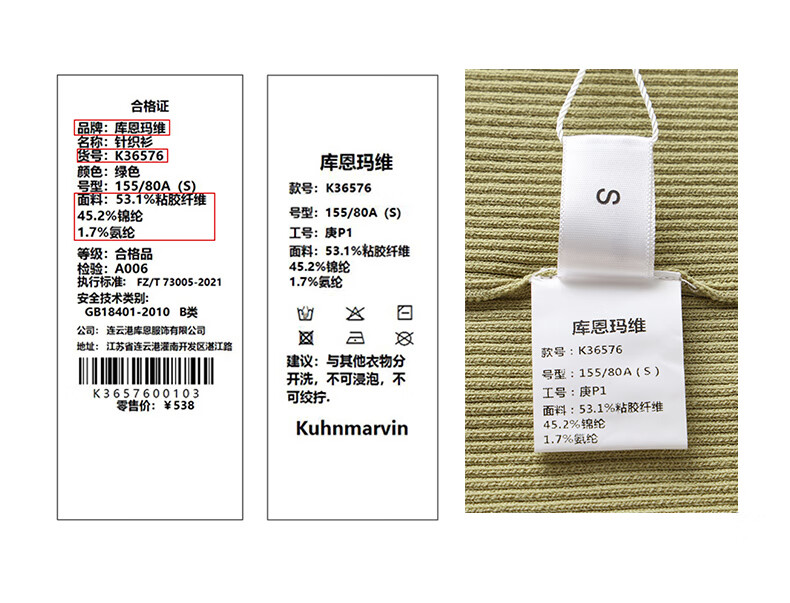 合格证
品牌：库恩玛维
名称：针织衫
货号：K36576
颜色：绿色
号型：155/80A（S）
面料：53.1%粘胶纤维
45.2%锦纶
1.7%氨纶
等级：合格品
检验：A006
执行标准：FZ/T 73005-2021
安全技术类别：
GB18401-2010 B类
公司：连云港库恩服饰有限公司
地址：江苏省连云港灌南开发区湛江路
K3657600103
零售价：￥538
库恩玛维
款号：K36576
号型：155/80A（S）
工号：庚P1
面料：53.1%粘胶纤维
45.2%锦纶
1.7%氨纶
建议：与其他衣物分
开洗，不可浸泡，不
可绞拧.
Kuhnmarvin
S
库恩玛维
款号：K36576
号型：155/80A（S）
工号：庚P1
面料：53.1%粘胶纤维
45.2%锦纶
1.7%氨纶